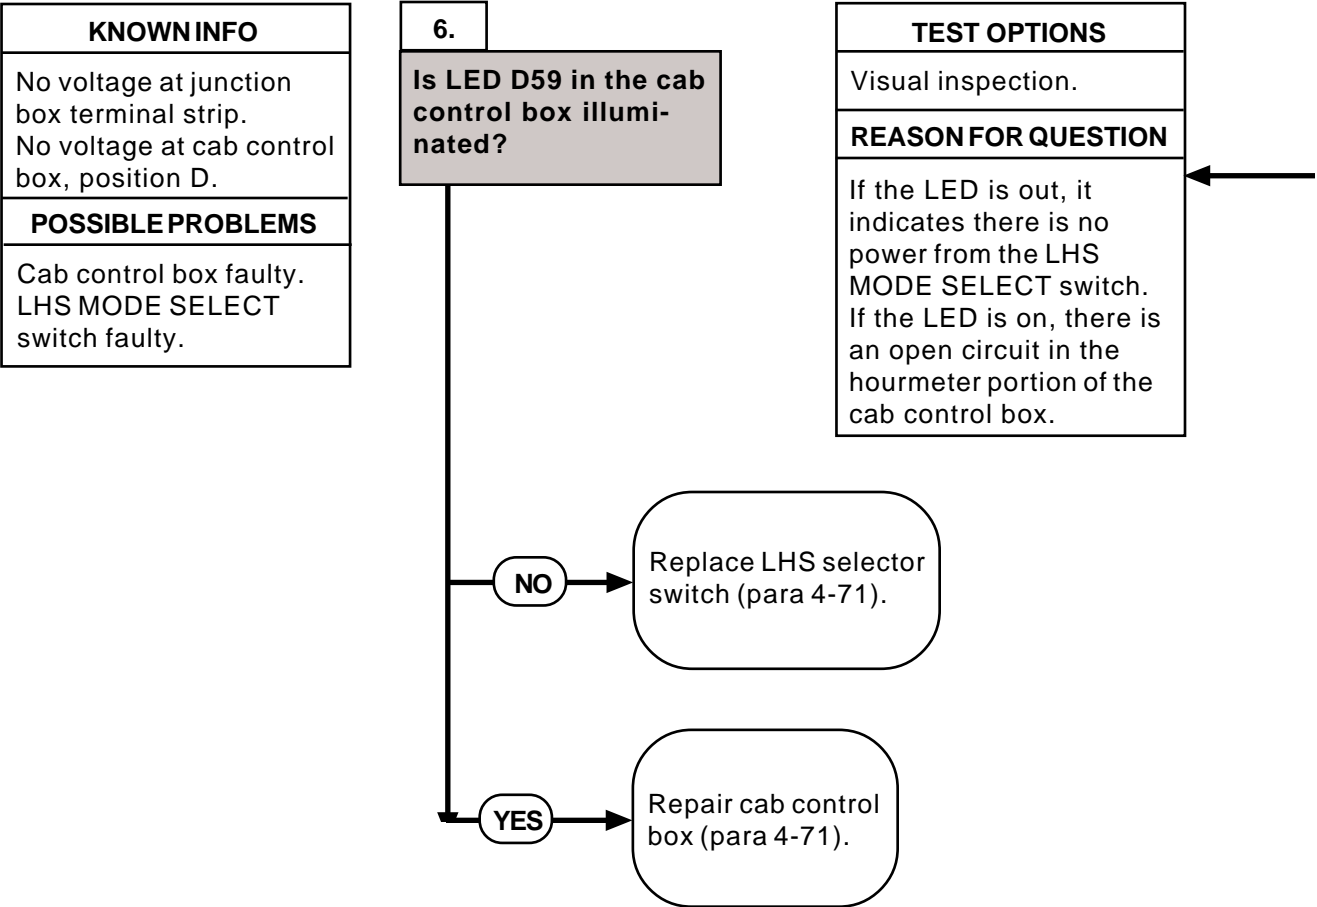 KNOWN INFO
No voltage at junction
box terminal strip.
No voltage at cab control
box, position D.
POSSIBLE PROBLEMS
Cab control box faulty.
LHS MODE SELECT
switch faulty.
6.
Is LED D59 in the cab
control box illumi-
nated?
TEST OPTIONS
Visual inspection.
REASON FOR QUESTION
If the LED is out, it
indicates there is no
power from the LHS
MODE SELECT switch.
If the LED is on, there is
an open circuit in the
hourmeter portion of the
cab control box.
NO
Replace LHS selector
switch (para 4-71).
YES
Repair cab control
box (para 4-71).